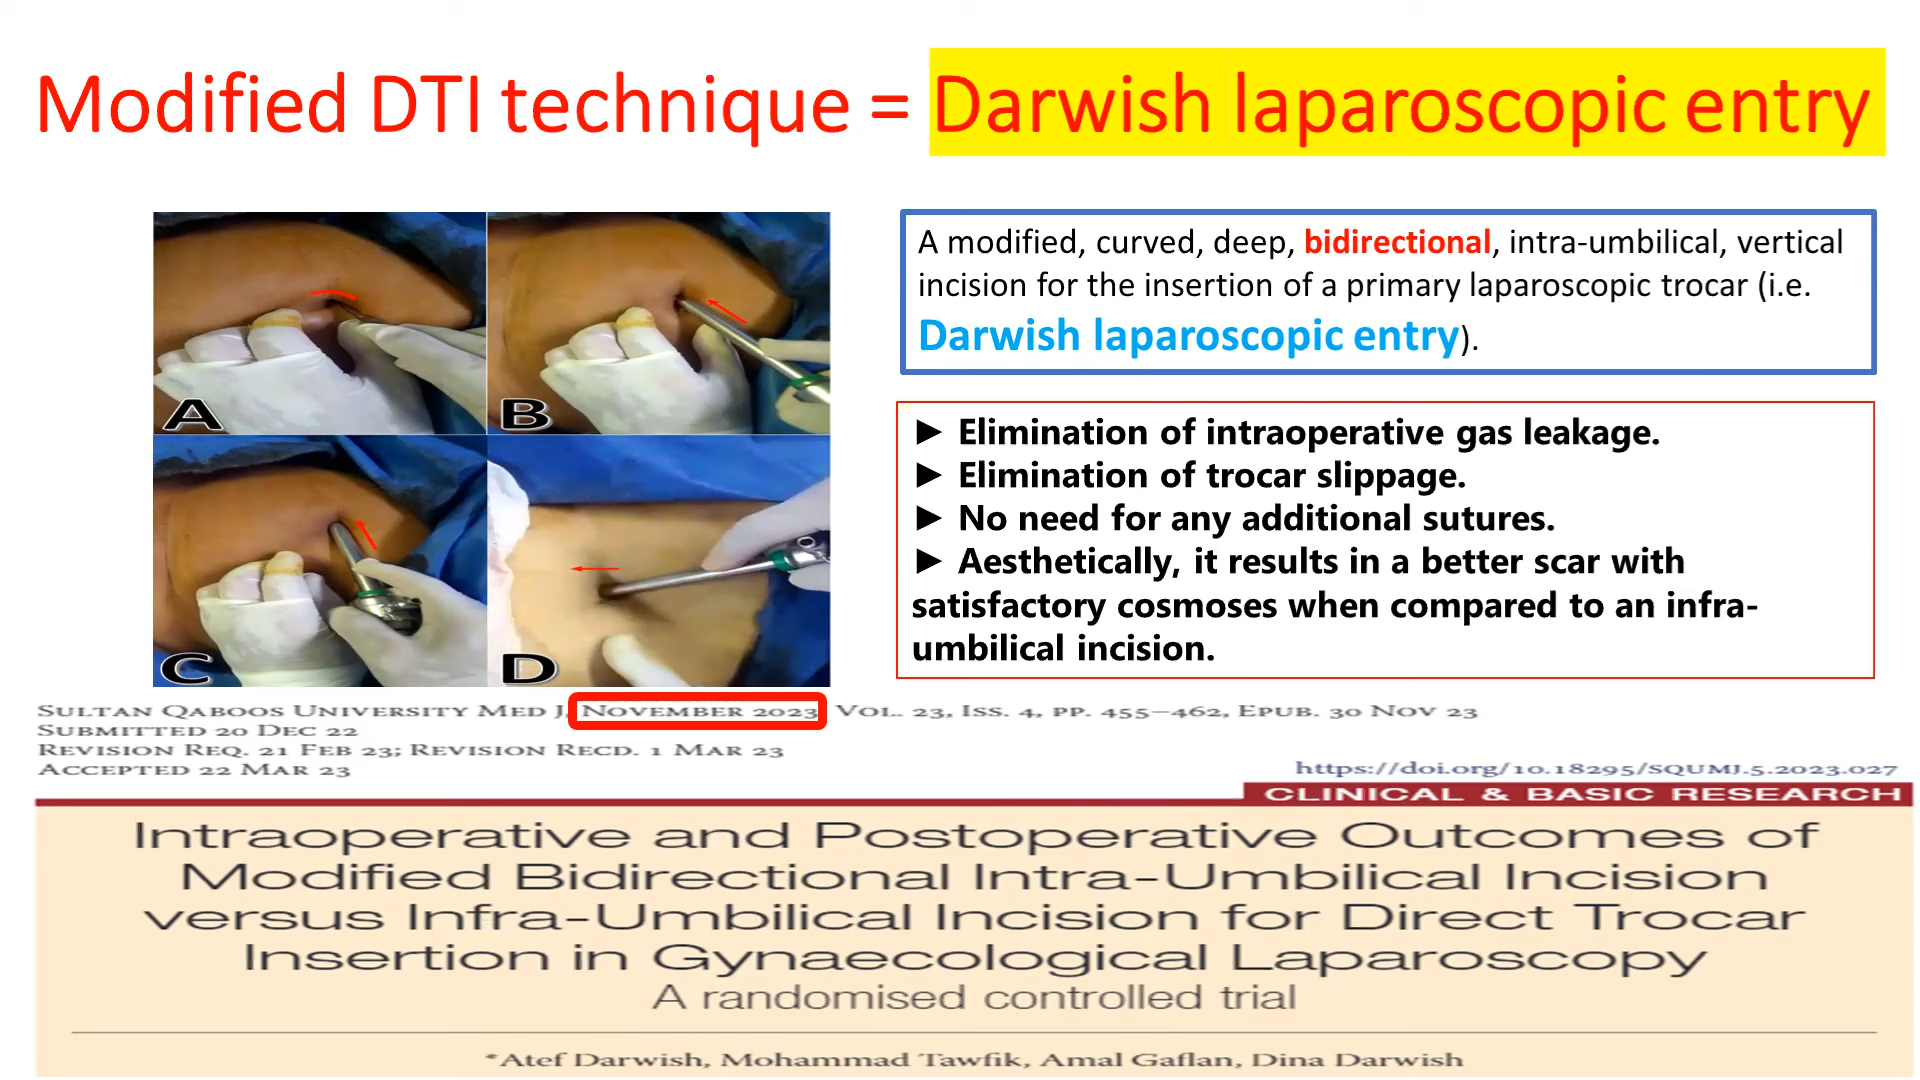 Modified DTI technique = Darwish laparoscopic entry
A modified, curved, deep, bidirectional, intra-umbilical, vertical
incision for the insertion of a primary laparoscopic trocar (i.e.
Darwish laparoscopic entry).
► Elimination of intraoperative gas leakage.
► Elimination of trocar slippage.
► No need for any additional sutures.
► Aesthetically, it results in a better scar with
satisfactory cosmoses when compared to an infra-
umbilical incision.
A
B
C
D
Sultan Qaboos University Med J, November 2023, Vol. 23, Iss. 4, pp. 455–462, Epub. 30 Nov 23
Submitted 20 Dec 22
Revision Req. 21 Feb 23; Revision Recd. 1 Mar 23
Accepted 22 Mar 23
https://doi.org/10.18295/SQUMJ.5.2023.027
CLINICAL & BASIC RESEARCH
Intraoperative and Postoperative Outcomes of
Modified Bidirectional Intra-Umbilical Incision
versus Infra-Umbilical Incision for Direct Trocar
Insertion in Gynaecological Laparoscopy
A randomised controlled trial
*Atef Darwish, Mohammad Tawfik, Amal Gaflan, Dina Darwish